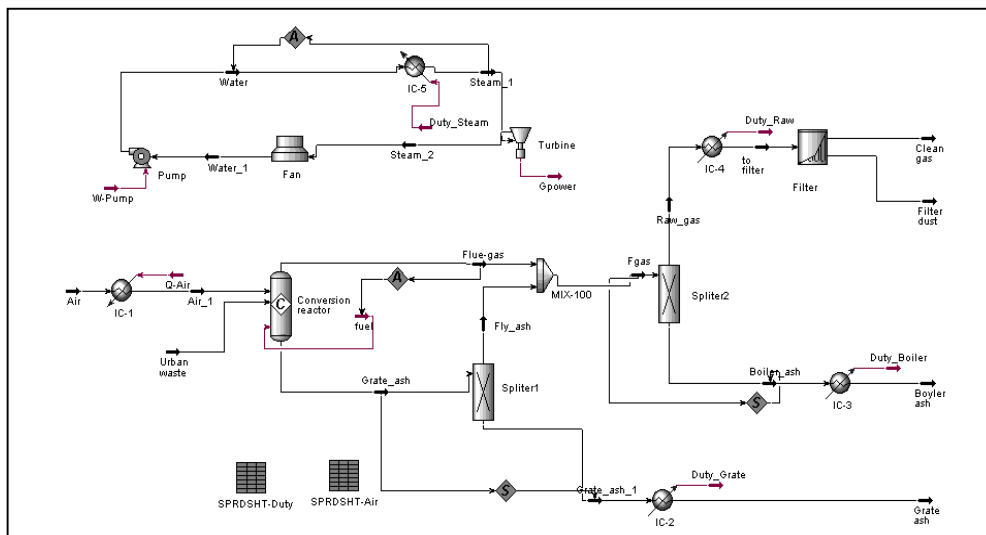 A
Water
IC-5
Steam_1
Duty_Steam
Steam_2
Turbine
Water_1
Fan
Pump
W-Pump
Gpower
Duty_Raw
IC-4
to
filter
Filter
Clean
gas
Filter
dust
Raw_gas
Flue-gas
A
fuel
Fgas
MIX-100
Spliter2
Q-Air
Air
IC-1
Air_1
C
Conversion
reactor
Urban
waste
Fly_ash
Grate_ash
Spliter1
Boiler_ash
Duty_Boiler
S
IC-3
Boyler
ash
SPRDSHT-Duty
SPRDSHT-Air
S
Duty_Grate
Grate_ash_1
IC-2
Grate
ash